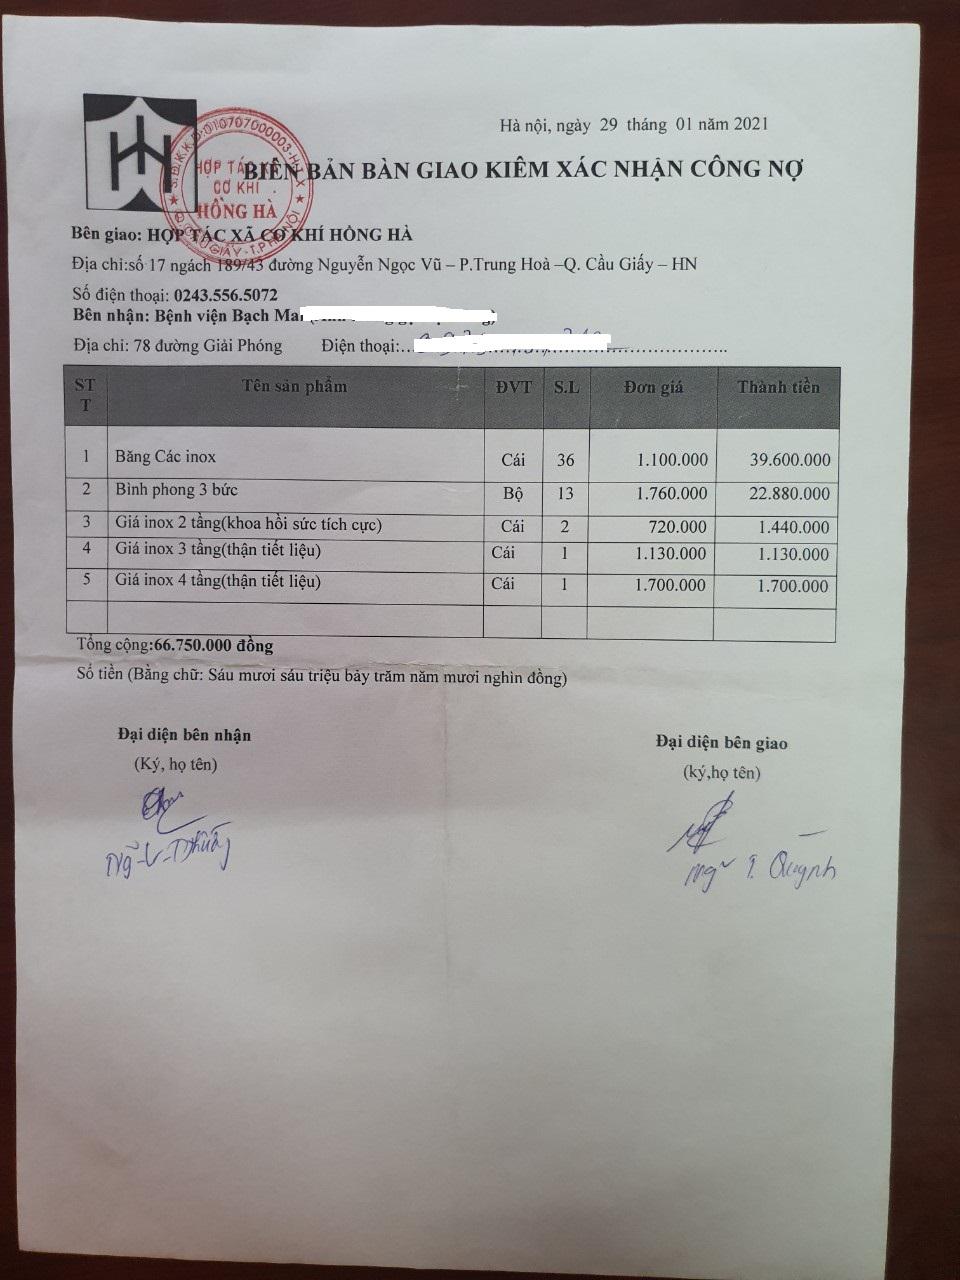 Hà nội, ngày 29 tháng 01 năm 2021
S.Đ.K.K.D:010707000003-H.T.X
HỢP TÁC XÃ
CƠ KHÍ
HỒNG HÀ
Q. CẦU GIẤY - T.P HÀ NỘI
BIÊN BẢN BÀN GIAO KIÊM XÁC NHẬN CÔNG NỢ
Bên giao: HỢP TÁC XÃ CƠ KHÍ HỒNG HÀ
Địa chỉ:số 17 ngách 189/43 đường Nguyễn Ngọc Vũ – P.Trung Hoà –Q. Cầu Giấy – HN
Số điện thoại: 0243.556.5072
Bên nhận: Bệnh viện Bạch Mai
Địa chỉ: 78 đường Giải Phóng Điện thoại:
STT Tên sản phẩm ĐVT S.L Đơn giá Thành tiền
1 Băng Các inox Cái 36 1.100.000 39.600.000
2 Bình phong 3 bức Bộ 13 1.760.000 22.880.000
3 Giá inox 2 tầng(khoa hồi sức tích cực) Cái 2 720.000 1.440.000
4 Giá inox 3 tầng(thận tiết liệu) Cái 1 1.130.000 1.130.000
5 Giá inox 4 tầng(thận tiết liệu) Cái 1 1.700.000 1.700.000
Tổng cộng:66.750.000 đồng
Số tiền (Bằng chữ: Sáu mươi sáu triệu bảy trăm năm mươi nghìn đồng)
Đại diện bên nhận Đại diện bên giao
(Ký, họ tên) (ký,họ tên)
Quỳnh